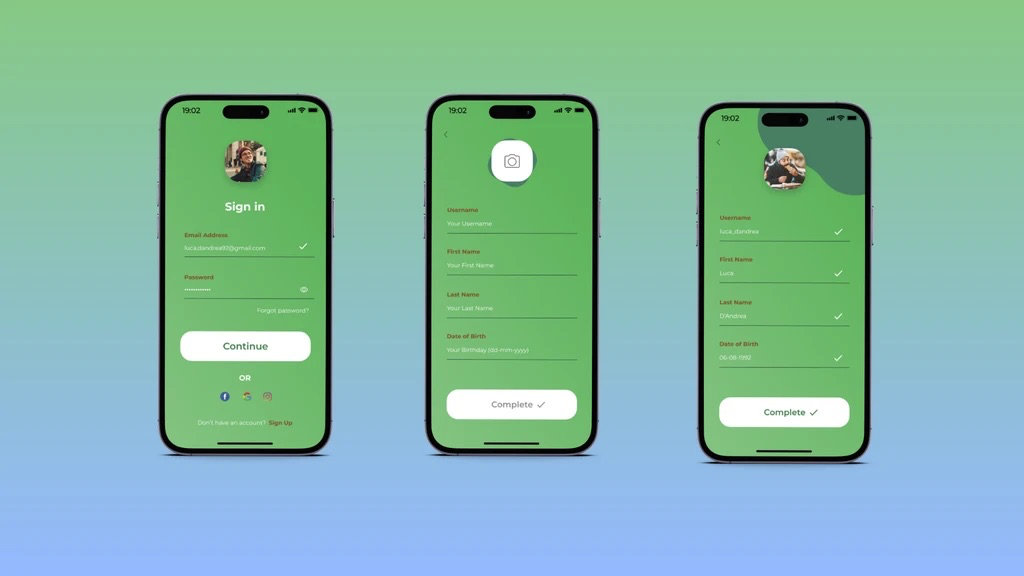 19:02
Sign in
Email Address
luca.dandrea92@gmail.com
Password
•••••••••••••
Forgot password?
Continue
OR
Don't have an account? Sign Up
19:02
Username
Your Username
First Name
Your First Name
Last Name
Your Last Name
Date of Birth
Your Birthday (dd-mm-yyyy)
Complete
19:02
Username
luca_dandrea
First Name
Luca
Last Name
D'Andrea
Date of Birth
06-08-1992
Complete